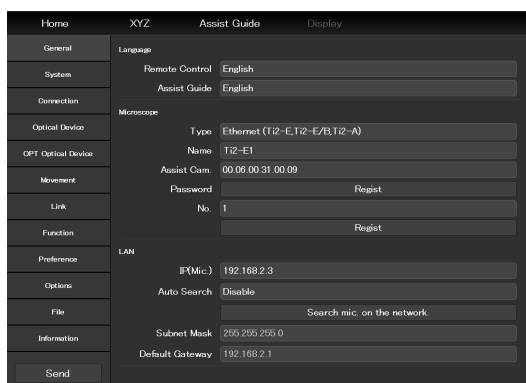 Home XYZ Assist Guide Display
General
System
Connection
Optical Device
OPT Optical Device
Movement
Link
Function
Preference
Options
File
Information
Send
Language
Remote Control English
Assist Guide English
Microscope
Type Ethernet (Ti2-E,Ti2-E/B,Ti2-A)
Name Ti2-E1
Assist Cam. 00.06.00.31.00.09
Password Regist
No. 1
Regist
LAN
IP(Mic.) 192.168.2.3
Auto Search Disable
Search mic. on the network.
Subnet Mask 255.255.255.0
Default Gateway 192.168.2.1